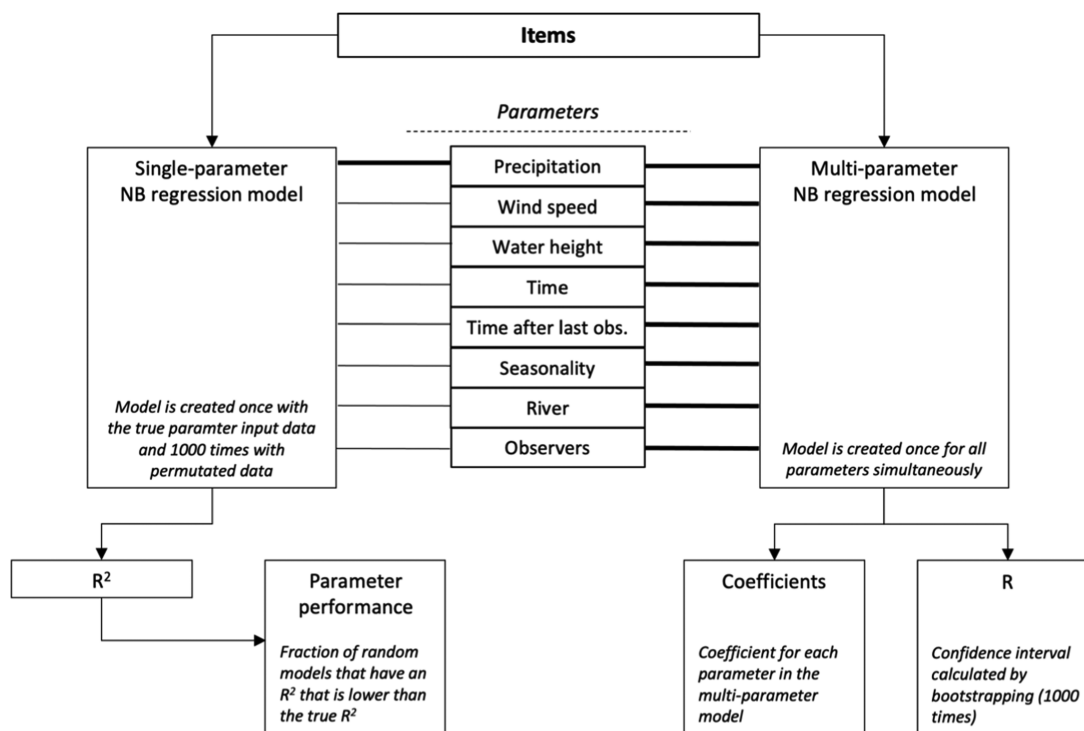 Items
Parameters
Single-parameter
NB regression model
Model is created once with
the true paramter input data
and 1000 times with
permutated data
Precipitation
Wind speed
Water height
Time
Time after last obs.
Seasonality
River
Observers
Multi-parameter
NB regression model
Model is created once for all
parameters simultaneously
R²
Parameter
performance
Fraction of random
models that have an
R² that is lower than
the true R²
Coefficients
Coefficient for each
parameter in the
multi-parameter
model
R
Confidence interval
calculated by
bootstrapping (1000
times)